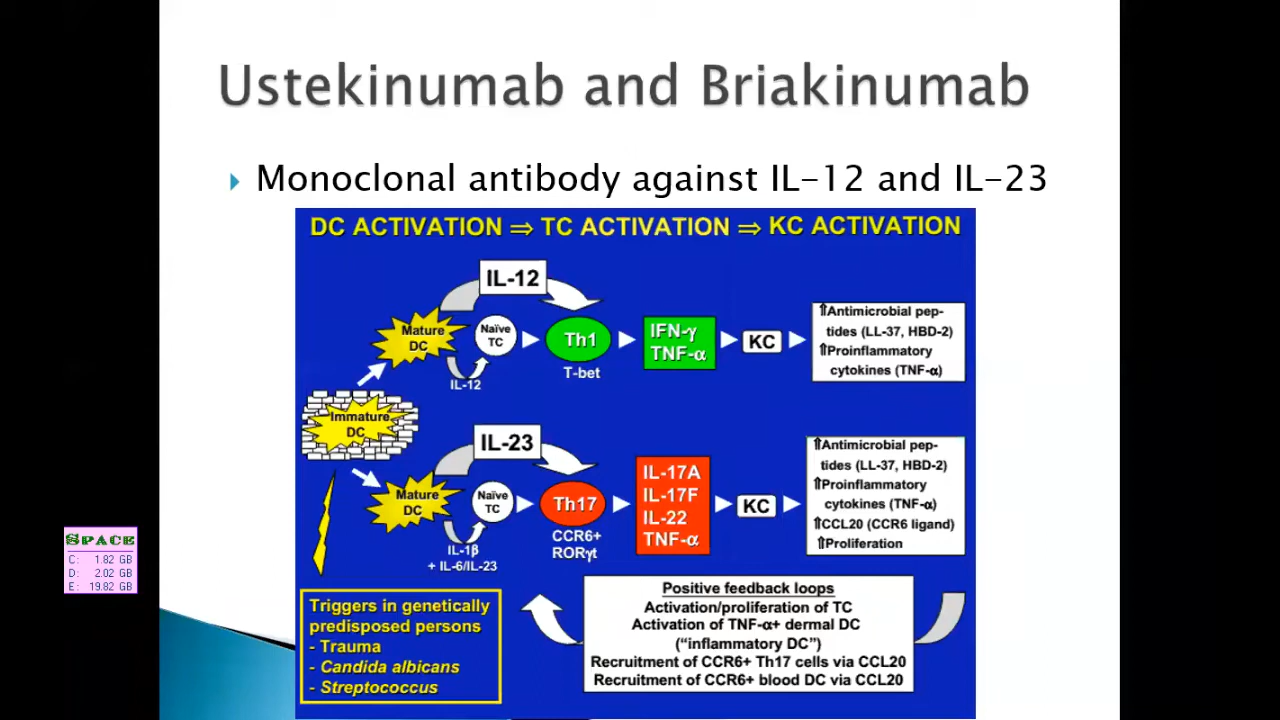 Ustekinumab and Briakinumab
Monoclonal antibody against IL-12 and IL-23
DC ACTIVATION ⇒ TC ACTIVATION ⇒ KC ACTIVATION
IL-12
Mature
DC
Naïve
TC
IL-12
Th1
T-bet
IFN-γ
TNF-α
KC
⇑Antimicrobial pep-
tides (LL-37, HBD-2)
⇑Proinflammatory
cytokines (TNF-α)
Immature
DC
IL-23
Mature
DC
Naïve
TC
IL-1β
+ IL-6/IL-23
Th17
CCR6+
RORγt
IL-17A
IL-17F
IL-22
TNF-α
KC
⇑Antimicrobial pep-
tides (LL-37, HBD-2)
⇑Proinflammatory
cytokines (TNF-α)
⇑CCL20 (CCR6 ligand)
⇑Proliferation
SPACE
C: 1.82 GB
D: 2.02 GB
E: 19.82 GB
Triggers in genetically
predisposed persons
- Trauma
- Candida albicans
- Streptococcus
Positive feedback loops
Activation/proliferation of TC
Activation of TNF-α+ dermal DC
("inflammatory DC")
Recruitment of CCR6+ Th17 cells via CCL20
Recruitment of CCR6+ blood DC via CCL20